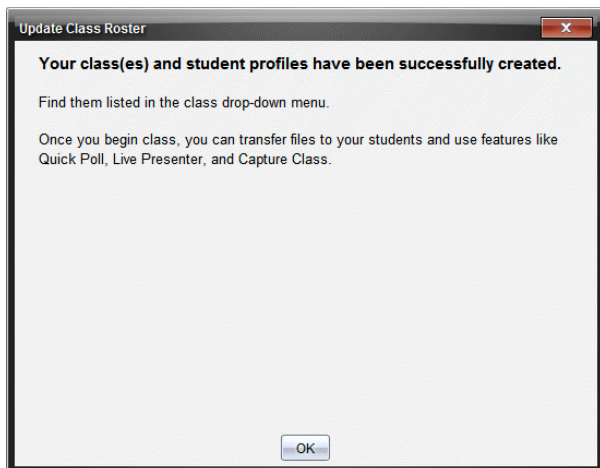 Update Class Roster
X
Your class(es) and student profiles have been successfully created.
Find them listed in the class drop-down menu.
Once you begin class, you can transfer files to your students and use features like
Quick Poll, Live Presenter, and Capture Class.
OK